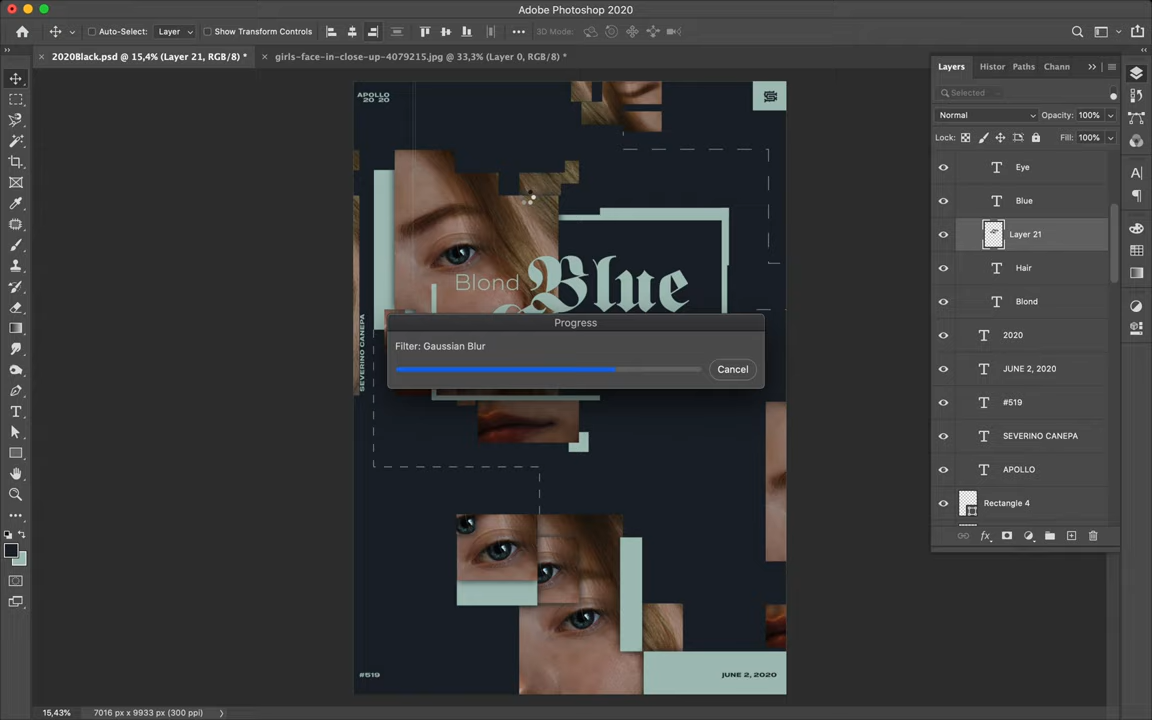 Adobe Photoshop 2020
Auto-Select:
Layer
Show Transform Controls
3D Mode:
2020Black.psd @ 15,4% (Layer 21, RGB/8) *
girls-face-in-close-up-4079215.jpg @ 33,3% (Layer 0, RGB/8) *
Layers
Histor
Paths
Chann
Selected
Normal
Opacity:
100%
Lock:
Fill:
100%
Eye
Blue
Layer 21
Hair
Blond
2020
JUNE 2, 2020
#519
SEVERINO CANEPA
APOLLO
Rectangle 4
fx
APOLLO
20 20
Blond
Blue
SEVERINO CANEPA
Progress
Filter: Gaussian Blur
Cancel
#519
JUNE 2, 2020
15,43%
7016 px x 9933 px (300 ppi)